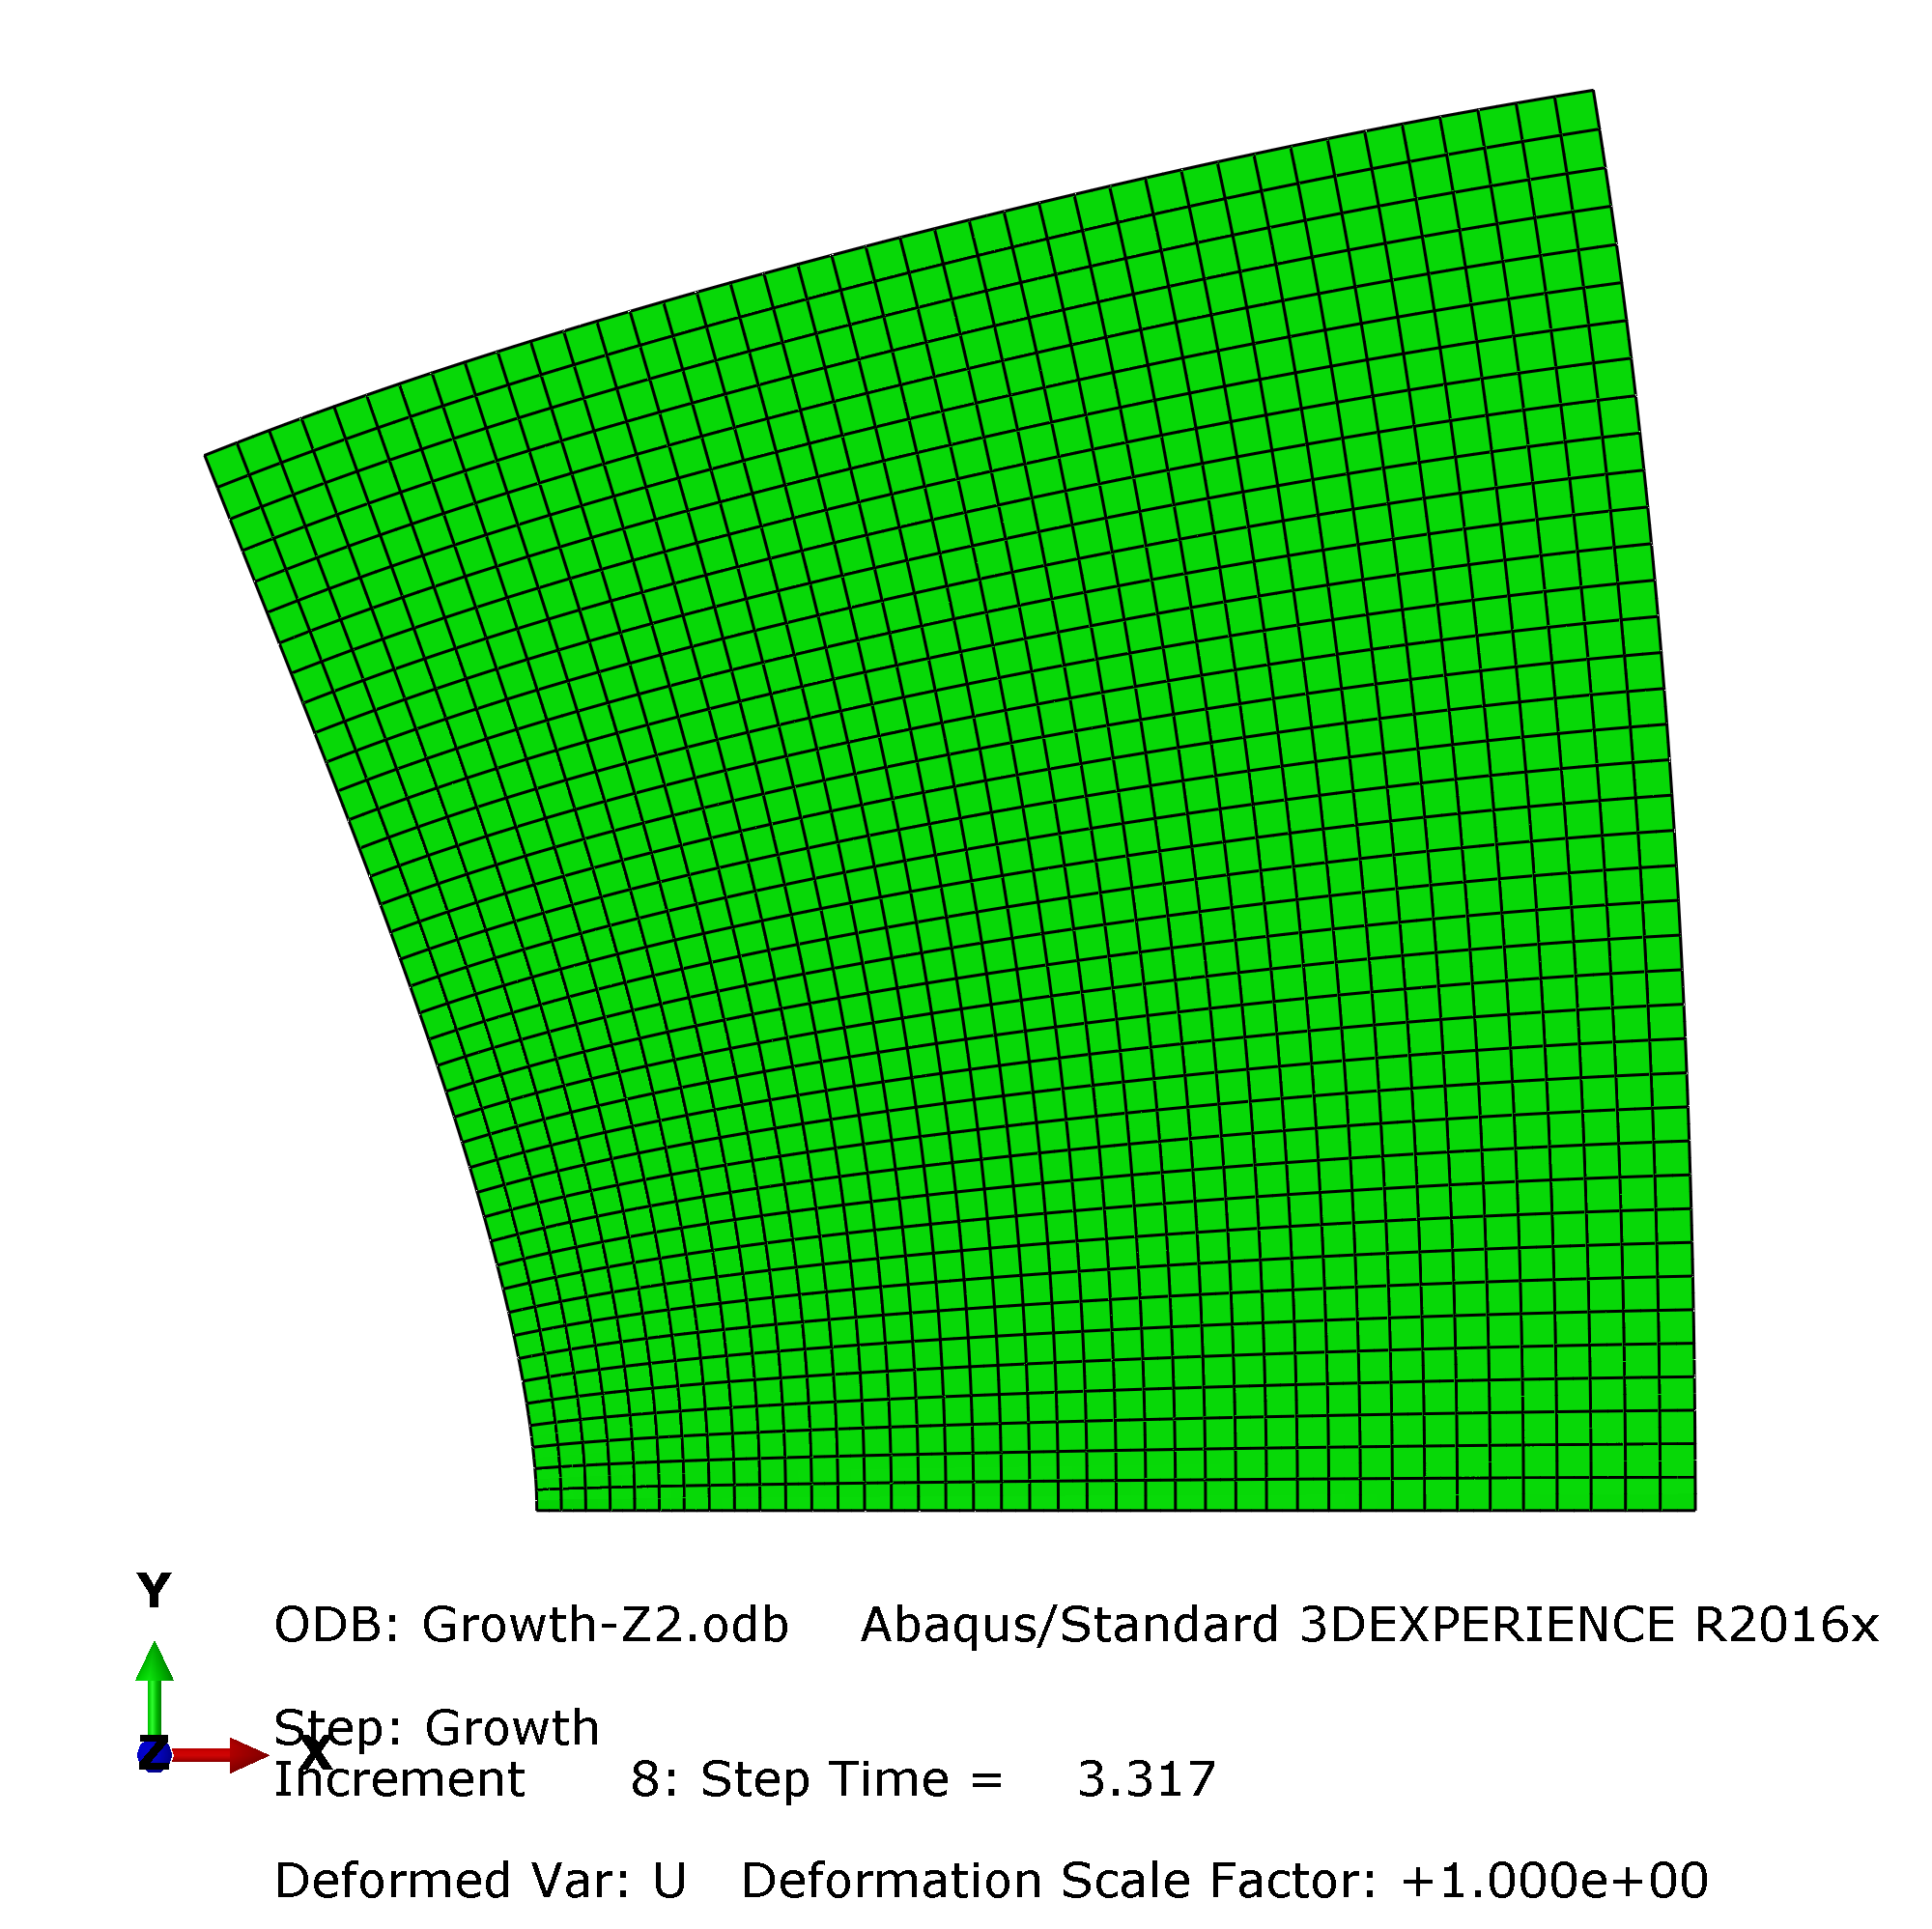 Y
ODB: Growth-Z2.odb    Abaqus/Standard 3DEXPERIENCE R2016x
Step: Growth
Z X
Increment      8: Step Time =    3.317
Deformed Var: U   Deformation Scale Factor: +1.000e+00